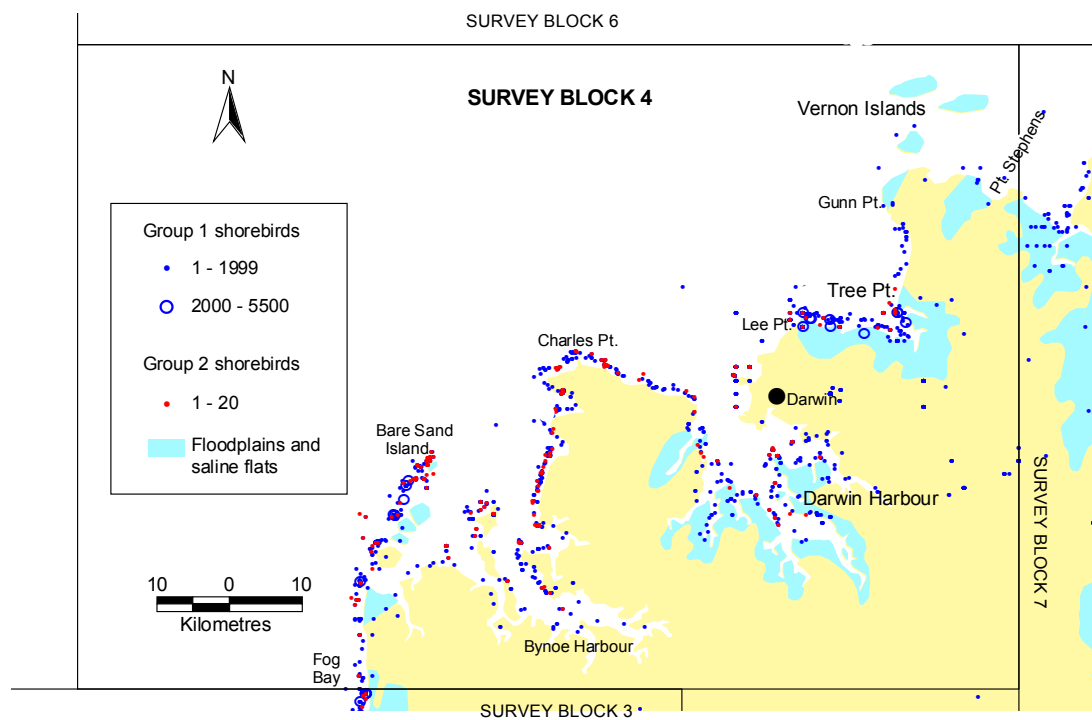 SURVEY BLOCK 6
N
SURVEY BLOCK 4
Vernon Islands
Pt. Stephens
Gunn Pt.
Group 1 shorebirds
1 - 1999
2000 - 5500
Group 2 shorebirds
1 - 20
Floodplains and
saline flats
Tree Pt.
Lee Pt.
Charles Pt.
Darwin
Bare Sand
Island
Darwin Harbour
SURVEY BLOCK 7
10 0 10
Kilometres
Bynoe Harbour
Fog
Bay
SURVEY BLOCK 3